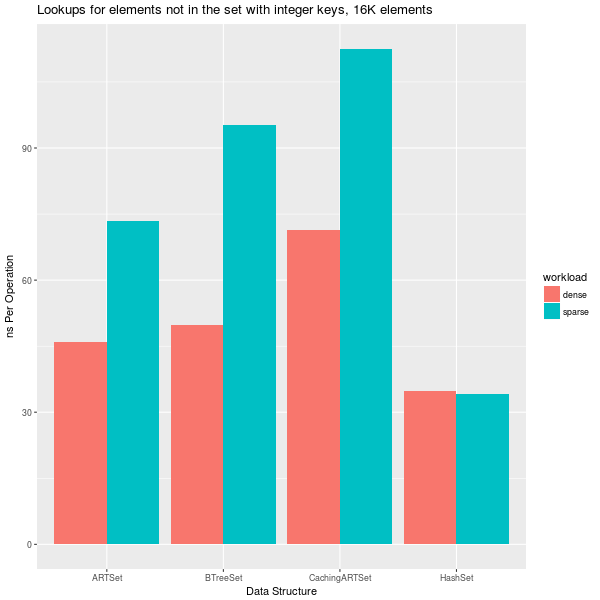 Lookups for elements not in the set with integer keys, 16K elements
ns Per Operation
90
60
30
0
ARTSet BTreeSet CachingARTSet HashSet
Data Structure
workload
dense
sparse